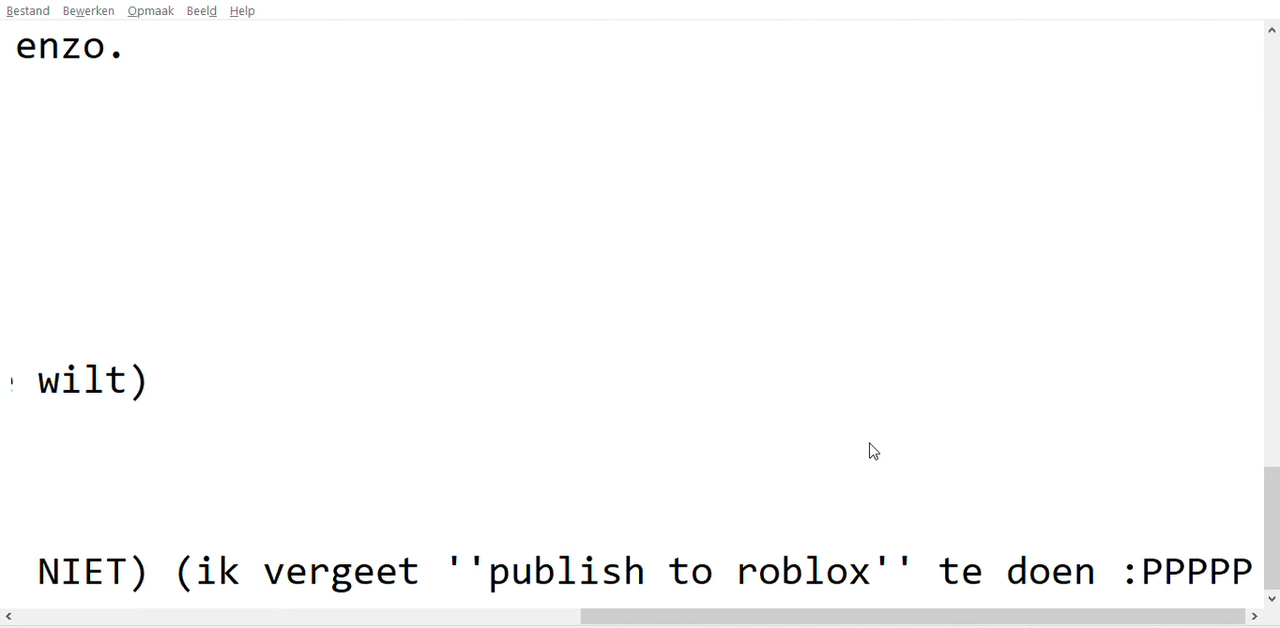 Bestand Bewerken Opmaak Beeld Help
enzo.
wilt)
NIET) (ik vergeet ''publish to roblox'' te doen :PPPPP